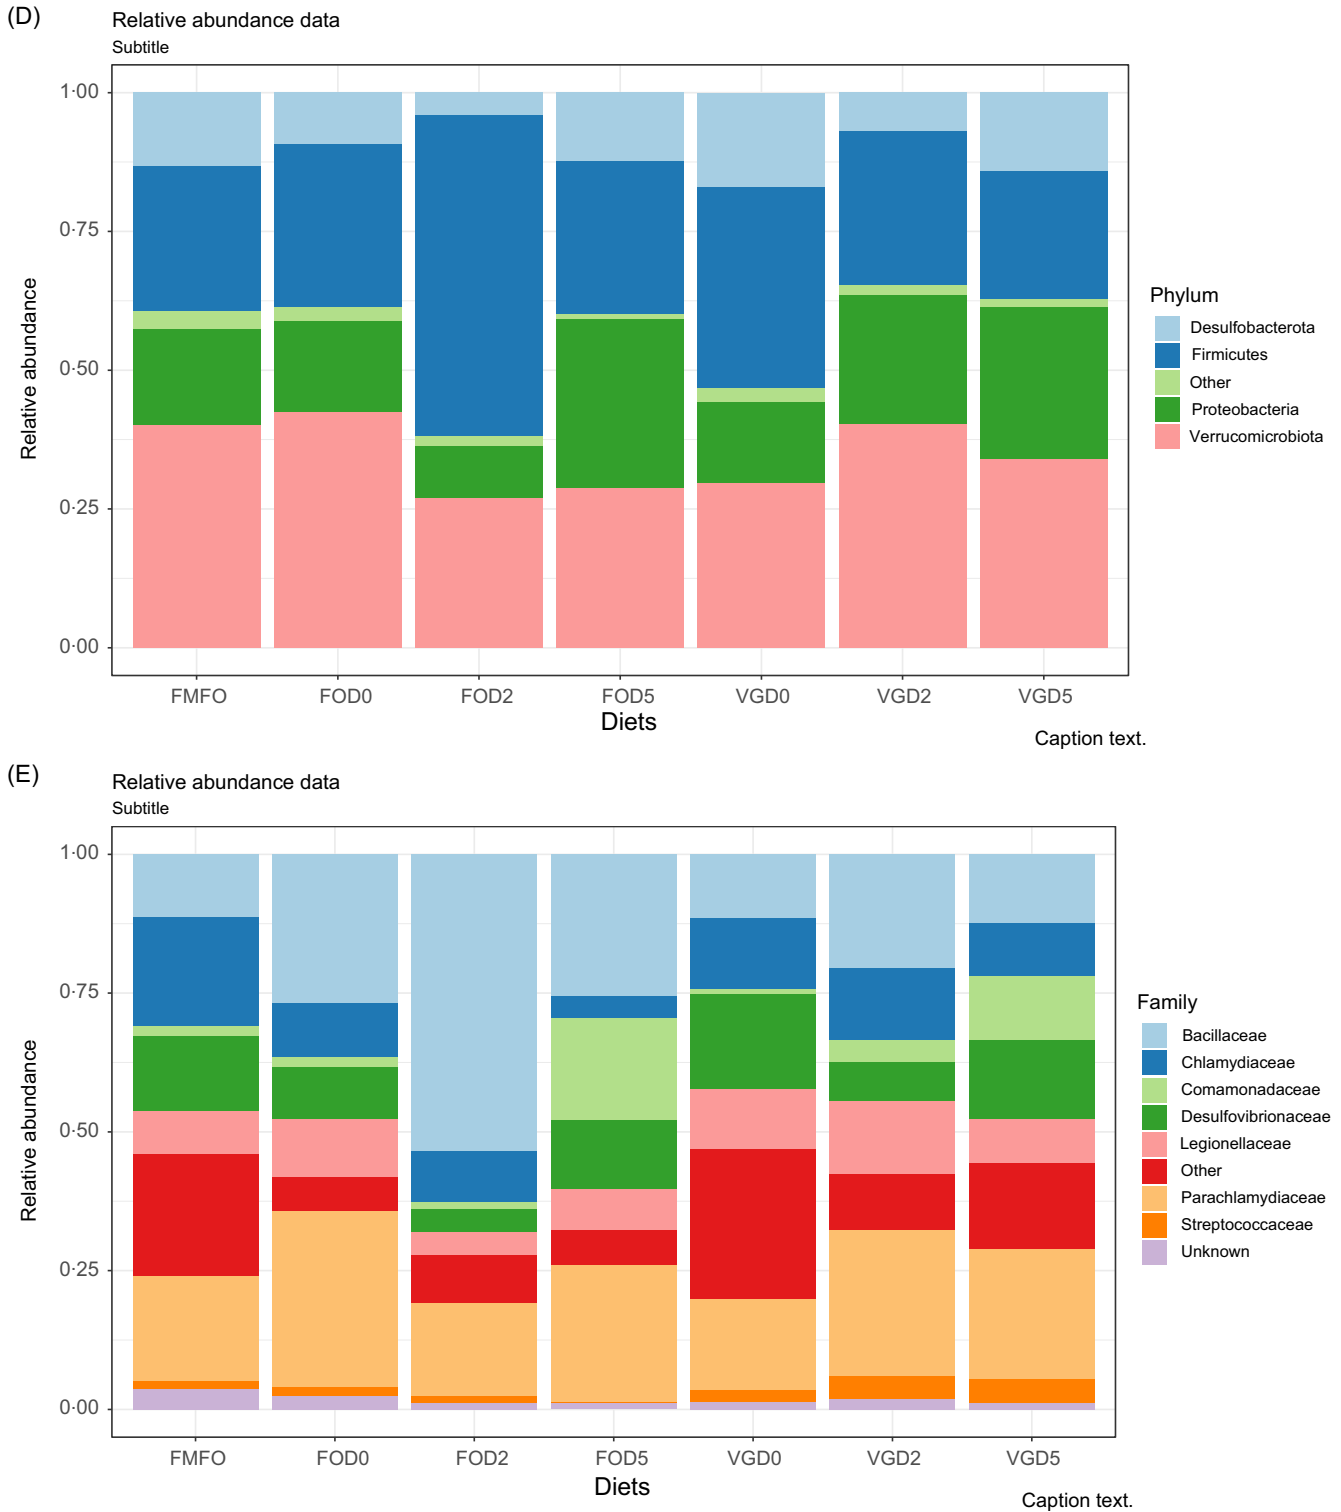 (D)
Relative abundance data
Subtitle
1·00
0·75
0·50
0·25
0·00
Relative abundance
FMFO FOD0 FOD2 FOD5 VGD0 VGD2 VGD5
Diets
Caption text.
Phylum
Desulfobacterota
Firmicutes
Other
Proteobacteria
Verrucomicrobiota
(E)
Relative abundance data
Subtitle
1·00
0·75
0·50
0·25
0·00
Relative abundance
FMFO FOD0 FOD2 FOD5 VGD0 VGD2 VGD5
Diets
Caption text.
Family
Bacillaceae
Chlamydiaceae
Comamonadaceae
Desulfovibrionaceae
Legionellaceae
Other
Parachlamydiaceae
Streptococcaceae
Unknown